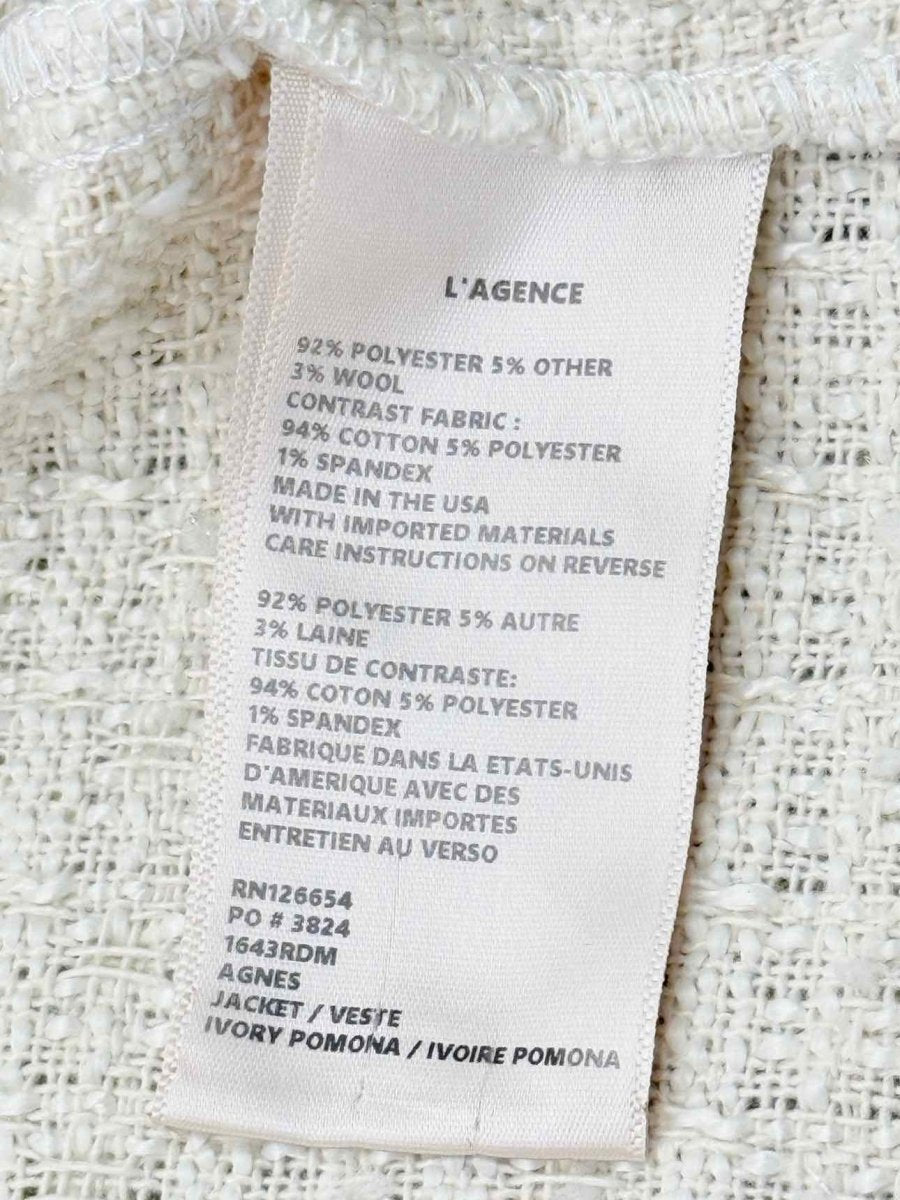 L'AGENCE
92% POLYESTER 5% OTHER
3% WOOL
CONTRAST FABRIC :
94% COTTON 5% POLYESTER
1% SPANDEX
MADE IN THE USA
WITH IMPORTED MATERIALS
CARE INSTRUCTIONS ON REVERSE
92% POLYESTER 5% AUTRE
3% LAINE
TISSU DE CONTRASTE:
94% COTON 5% POLYESTER
1% SPANDEX
FABRIQUE DANS LA ETATS-UNIS
D'AMERIQUE AVEC DES
MATERIAUX IMPORTES
ENTRETIEN AU VERSO
RN126654
PO # 3824
1643RDM
AGNES
JACKET / VESTE
IVORY POMONA / IVOIRE POMONA